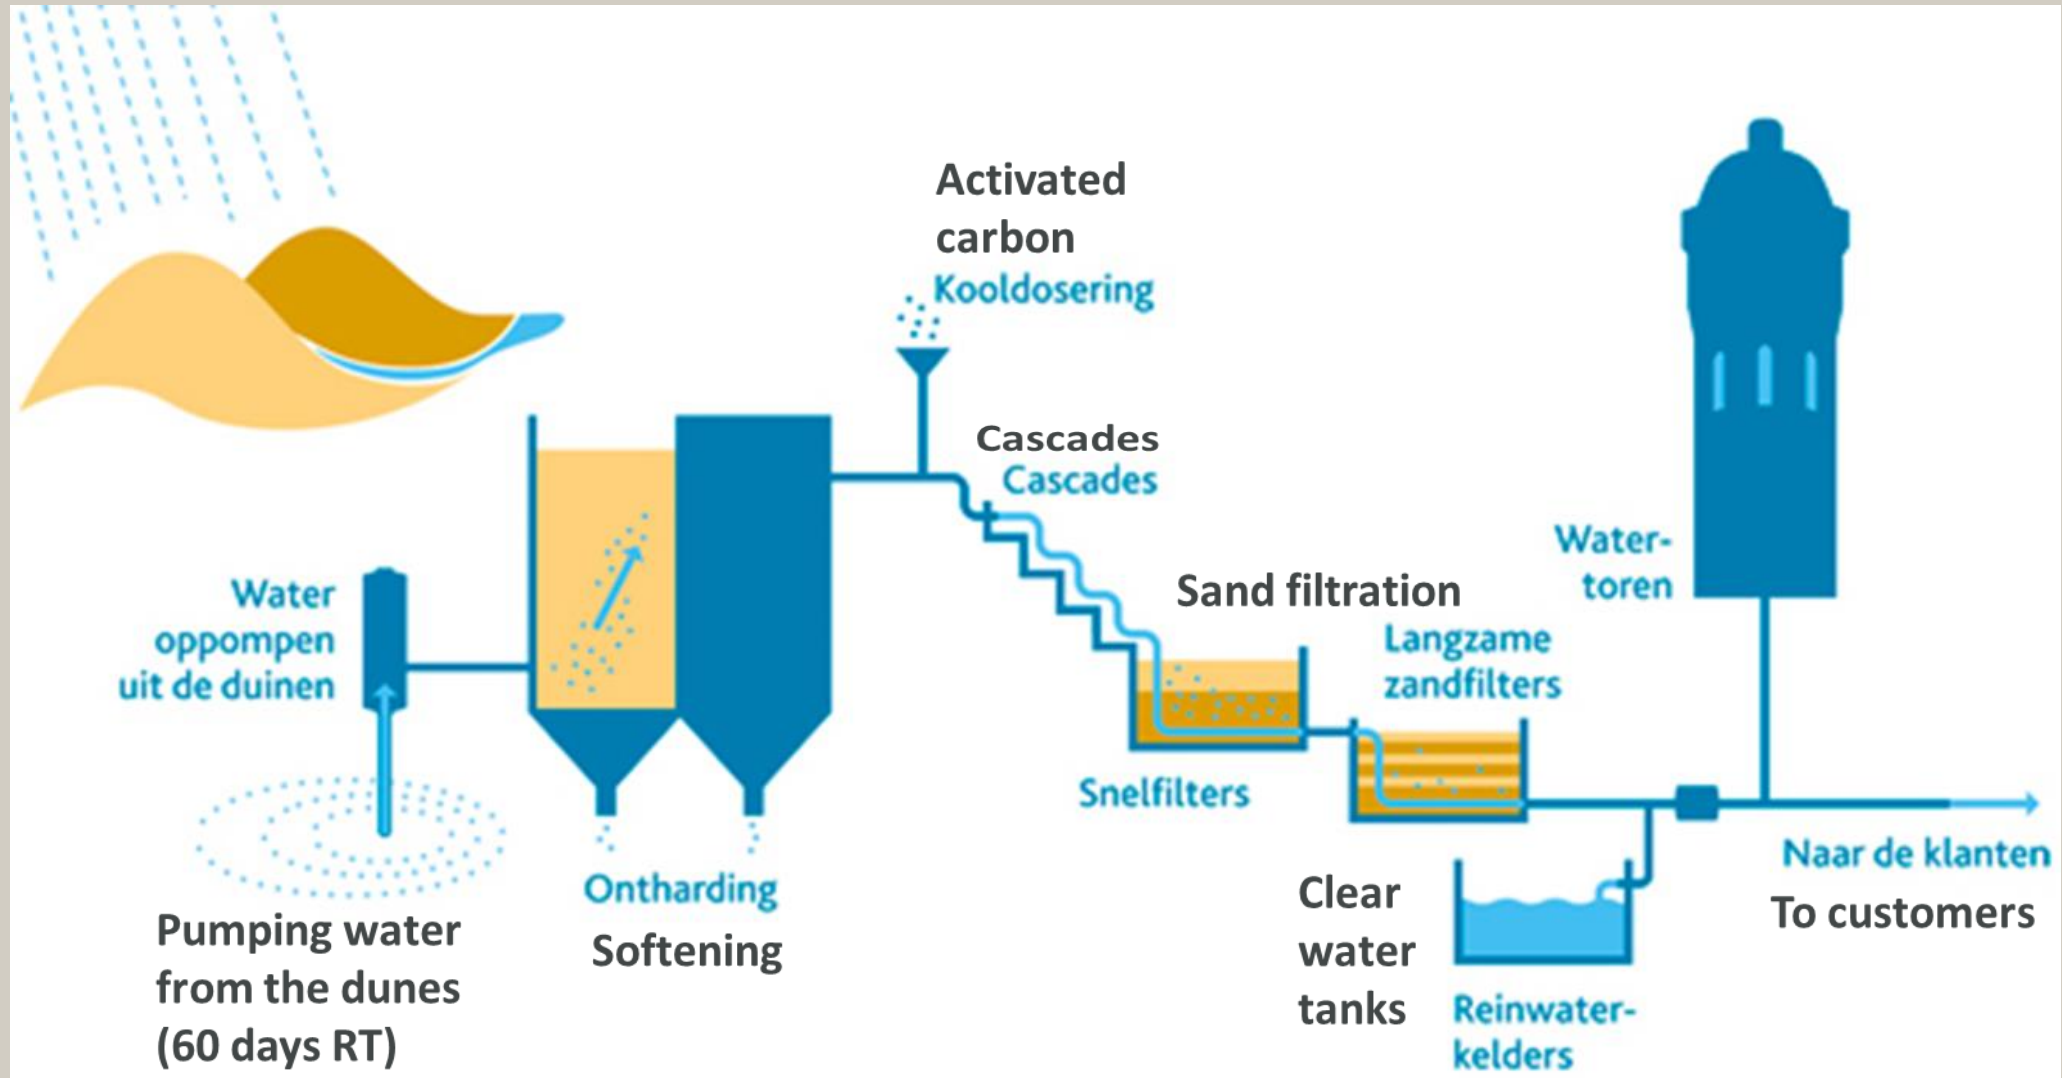 Activated
carbon
Kooldosering
Cascades
Cascades
Water-
toren
Sand filtration
Langzame
zandfilters
Water
oppompen
uit de duinen
Snelfilters
Ontharding
Softening
Pumping water
from the dunes
(60 days RT)
Clear
water
tanks
Reinwater-
kelders
Naar de klanten
To customers